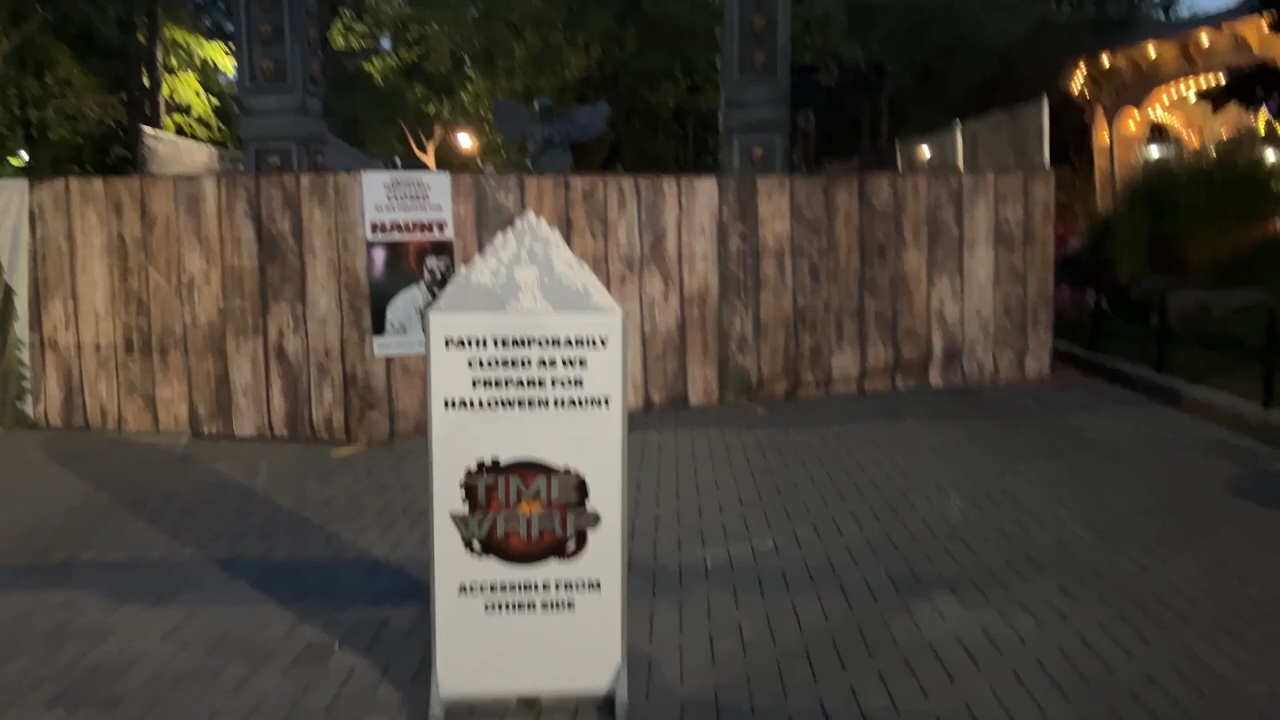 HAUNT
PATH TEMPORARILY
CLOSED AS WE
PREPARE FOR
HALLOWEEN HAUNT
TIME
WARP
ACCESSIBLE FROM
OTHER SIDE